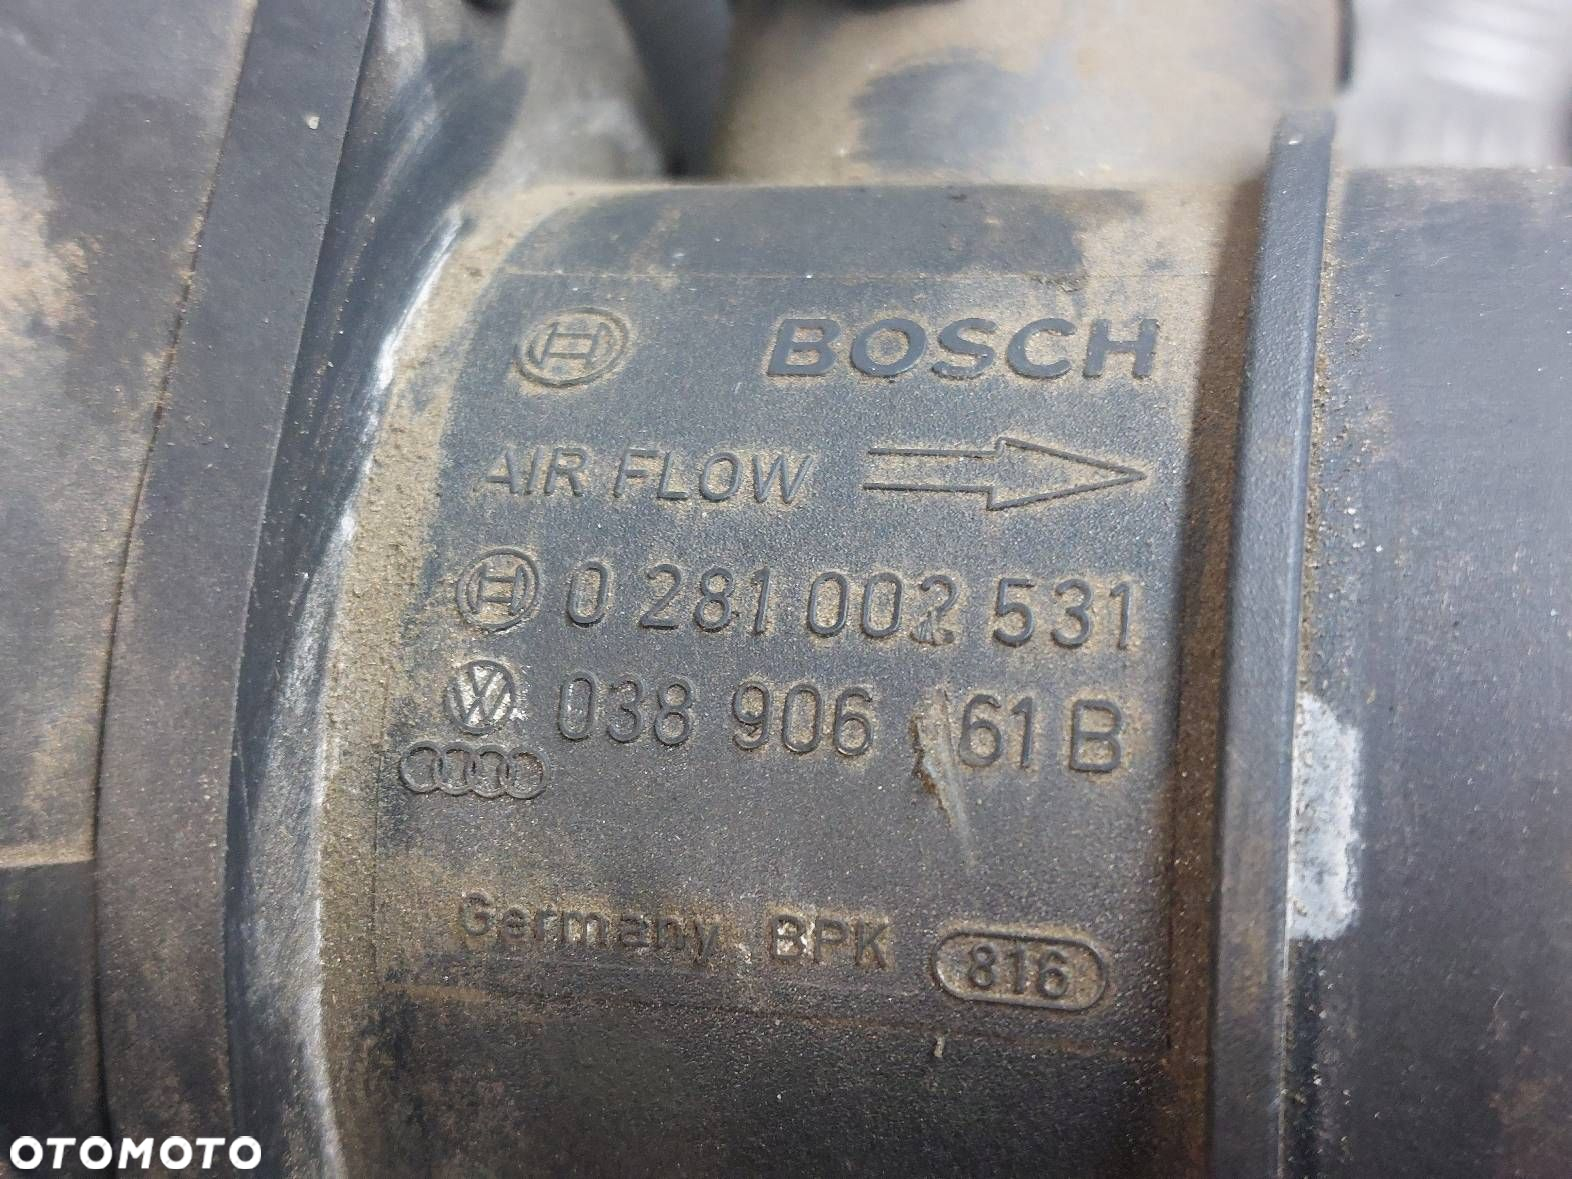 BOSCH
AIR FLOW
0 281 002 531
038 906 61 B
Germany BPK 816
OTOMOTO